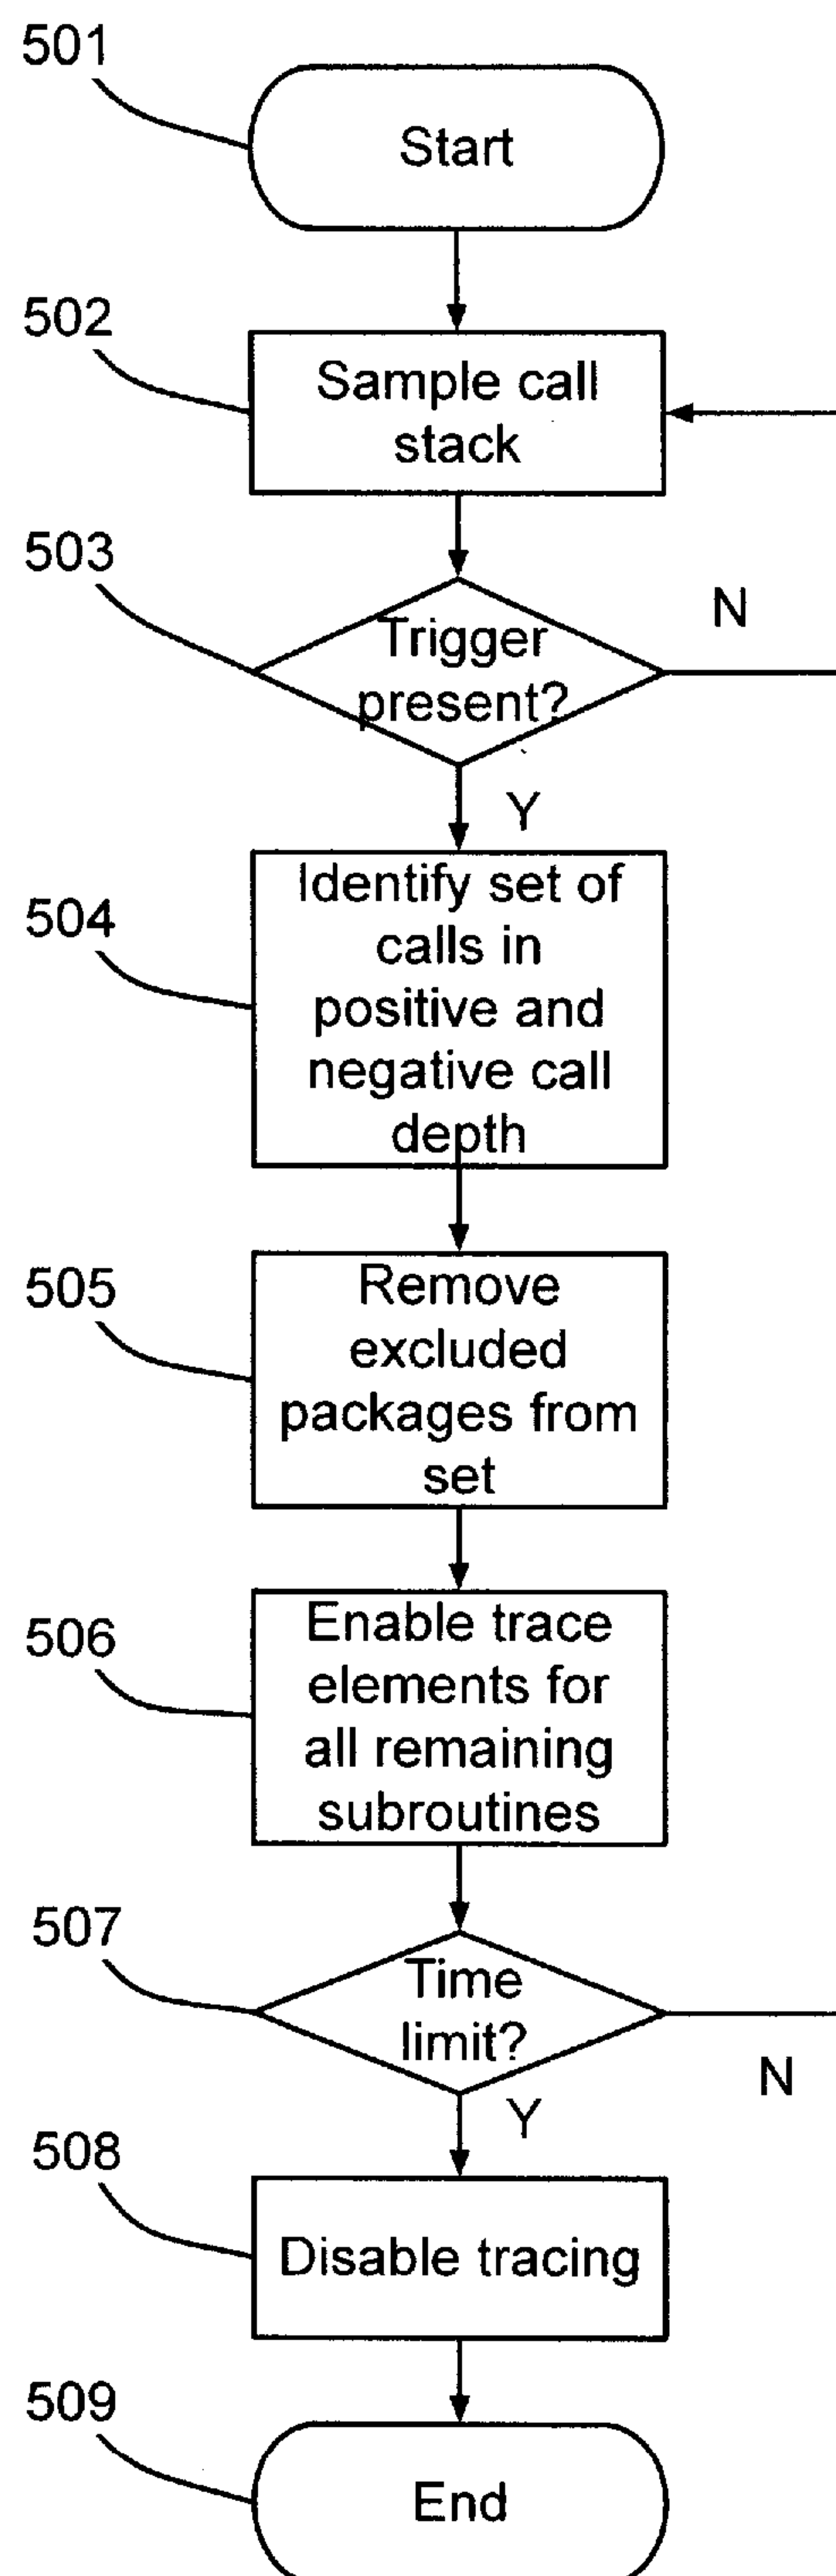 501
Start
502
Sample call
stack
503
Trigger
present?
N
Y
504
Identify set of
calls in
positive and
negative call
depth
505
Remove
excluded
packages from
set
506
Enable trace
elements for
all remaining
subroutines
507
Time
limit?
N
Y
508
Disable tracing
509
End